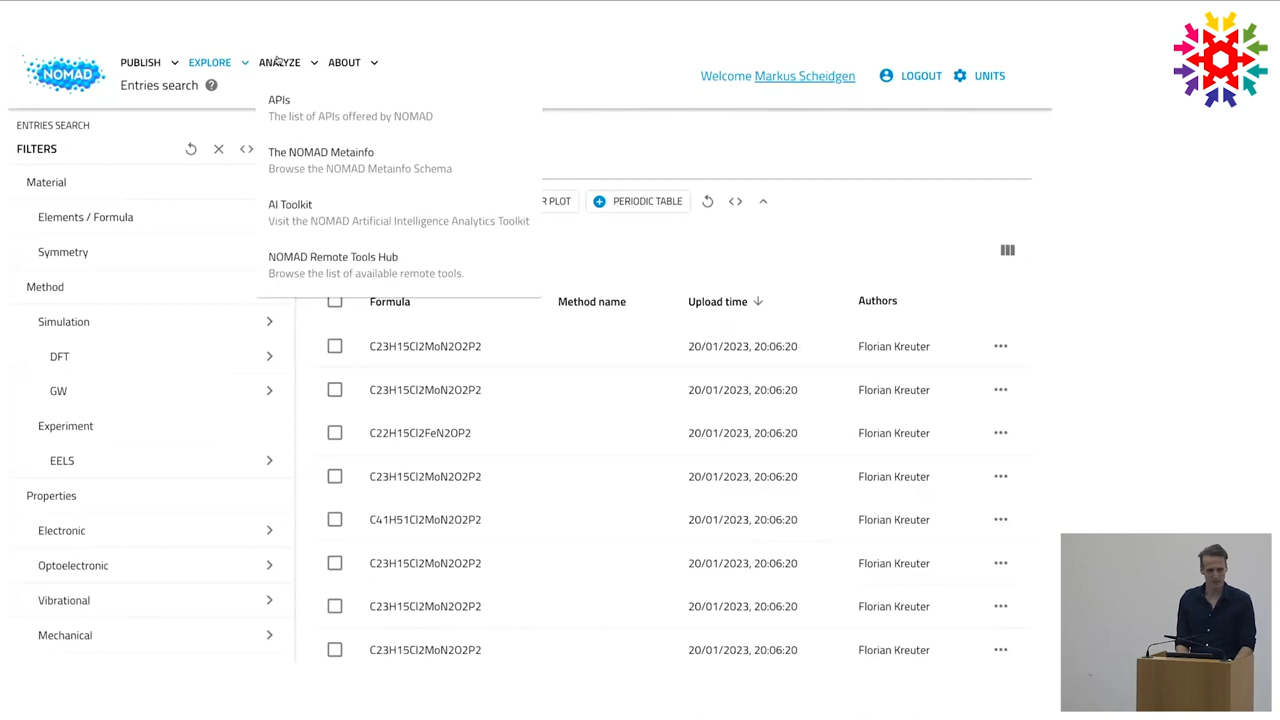 NOMAD
PUBLISH EXPLORE ANALYZE ABOUT
Entries search ?
Welcome Markus Scheidgen LOGOUT UNITS
APIs
The list of APIs offered by NOMAD
The NOMAD Metainfo
Browse the NOMAD Metainfo Schema
AI Toolkit
Visit the NOMAD Artificial Intelligence Analytics Toolkit
NOMAD Remote Tools Hub
Browse the list of available remote tools.
ENTRIES SEARCH
FILTERS
Material
Elements / Formula
Symmetry
Method
Simulation
DFT
GW
Experiment
EELS
Properties
Electronic
Optoelectronic
Vibrational
Mechanical
R PLOT PERIODIC TABLE
Formula Method name Upload time Authors
C23H15Cl2MoN2O2P2 20/01/2023, 20:06:20 Florian Kreuter
C23H15Cl2MoN2O2P2 20/01/2023, 20:06:20 Florian Kreuter
C22H15Cl2FeN2OP2 20/01/2023, 20:06:20 Florian Kreuter
C23H15Cl2MoN2O2P2 20/01/2023, 20:06:20 Florian Kreuter
C41H51Cl2MoN2O2P2 20/01/2023, 20:06:20 Florian Kreuter
C23H15Cl2MoN2O2P2 20/01/2023, 20:06:20 Florian Kreuter
C23H15Cl2MoN2O2P2 20/01/2023, 20:06:20 Florian Kreuter
C23H15Cl2MoN2O2P2 20/01/2023, 20:06:20 Florian Kreuter